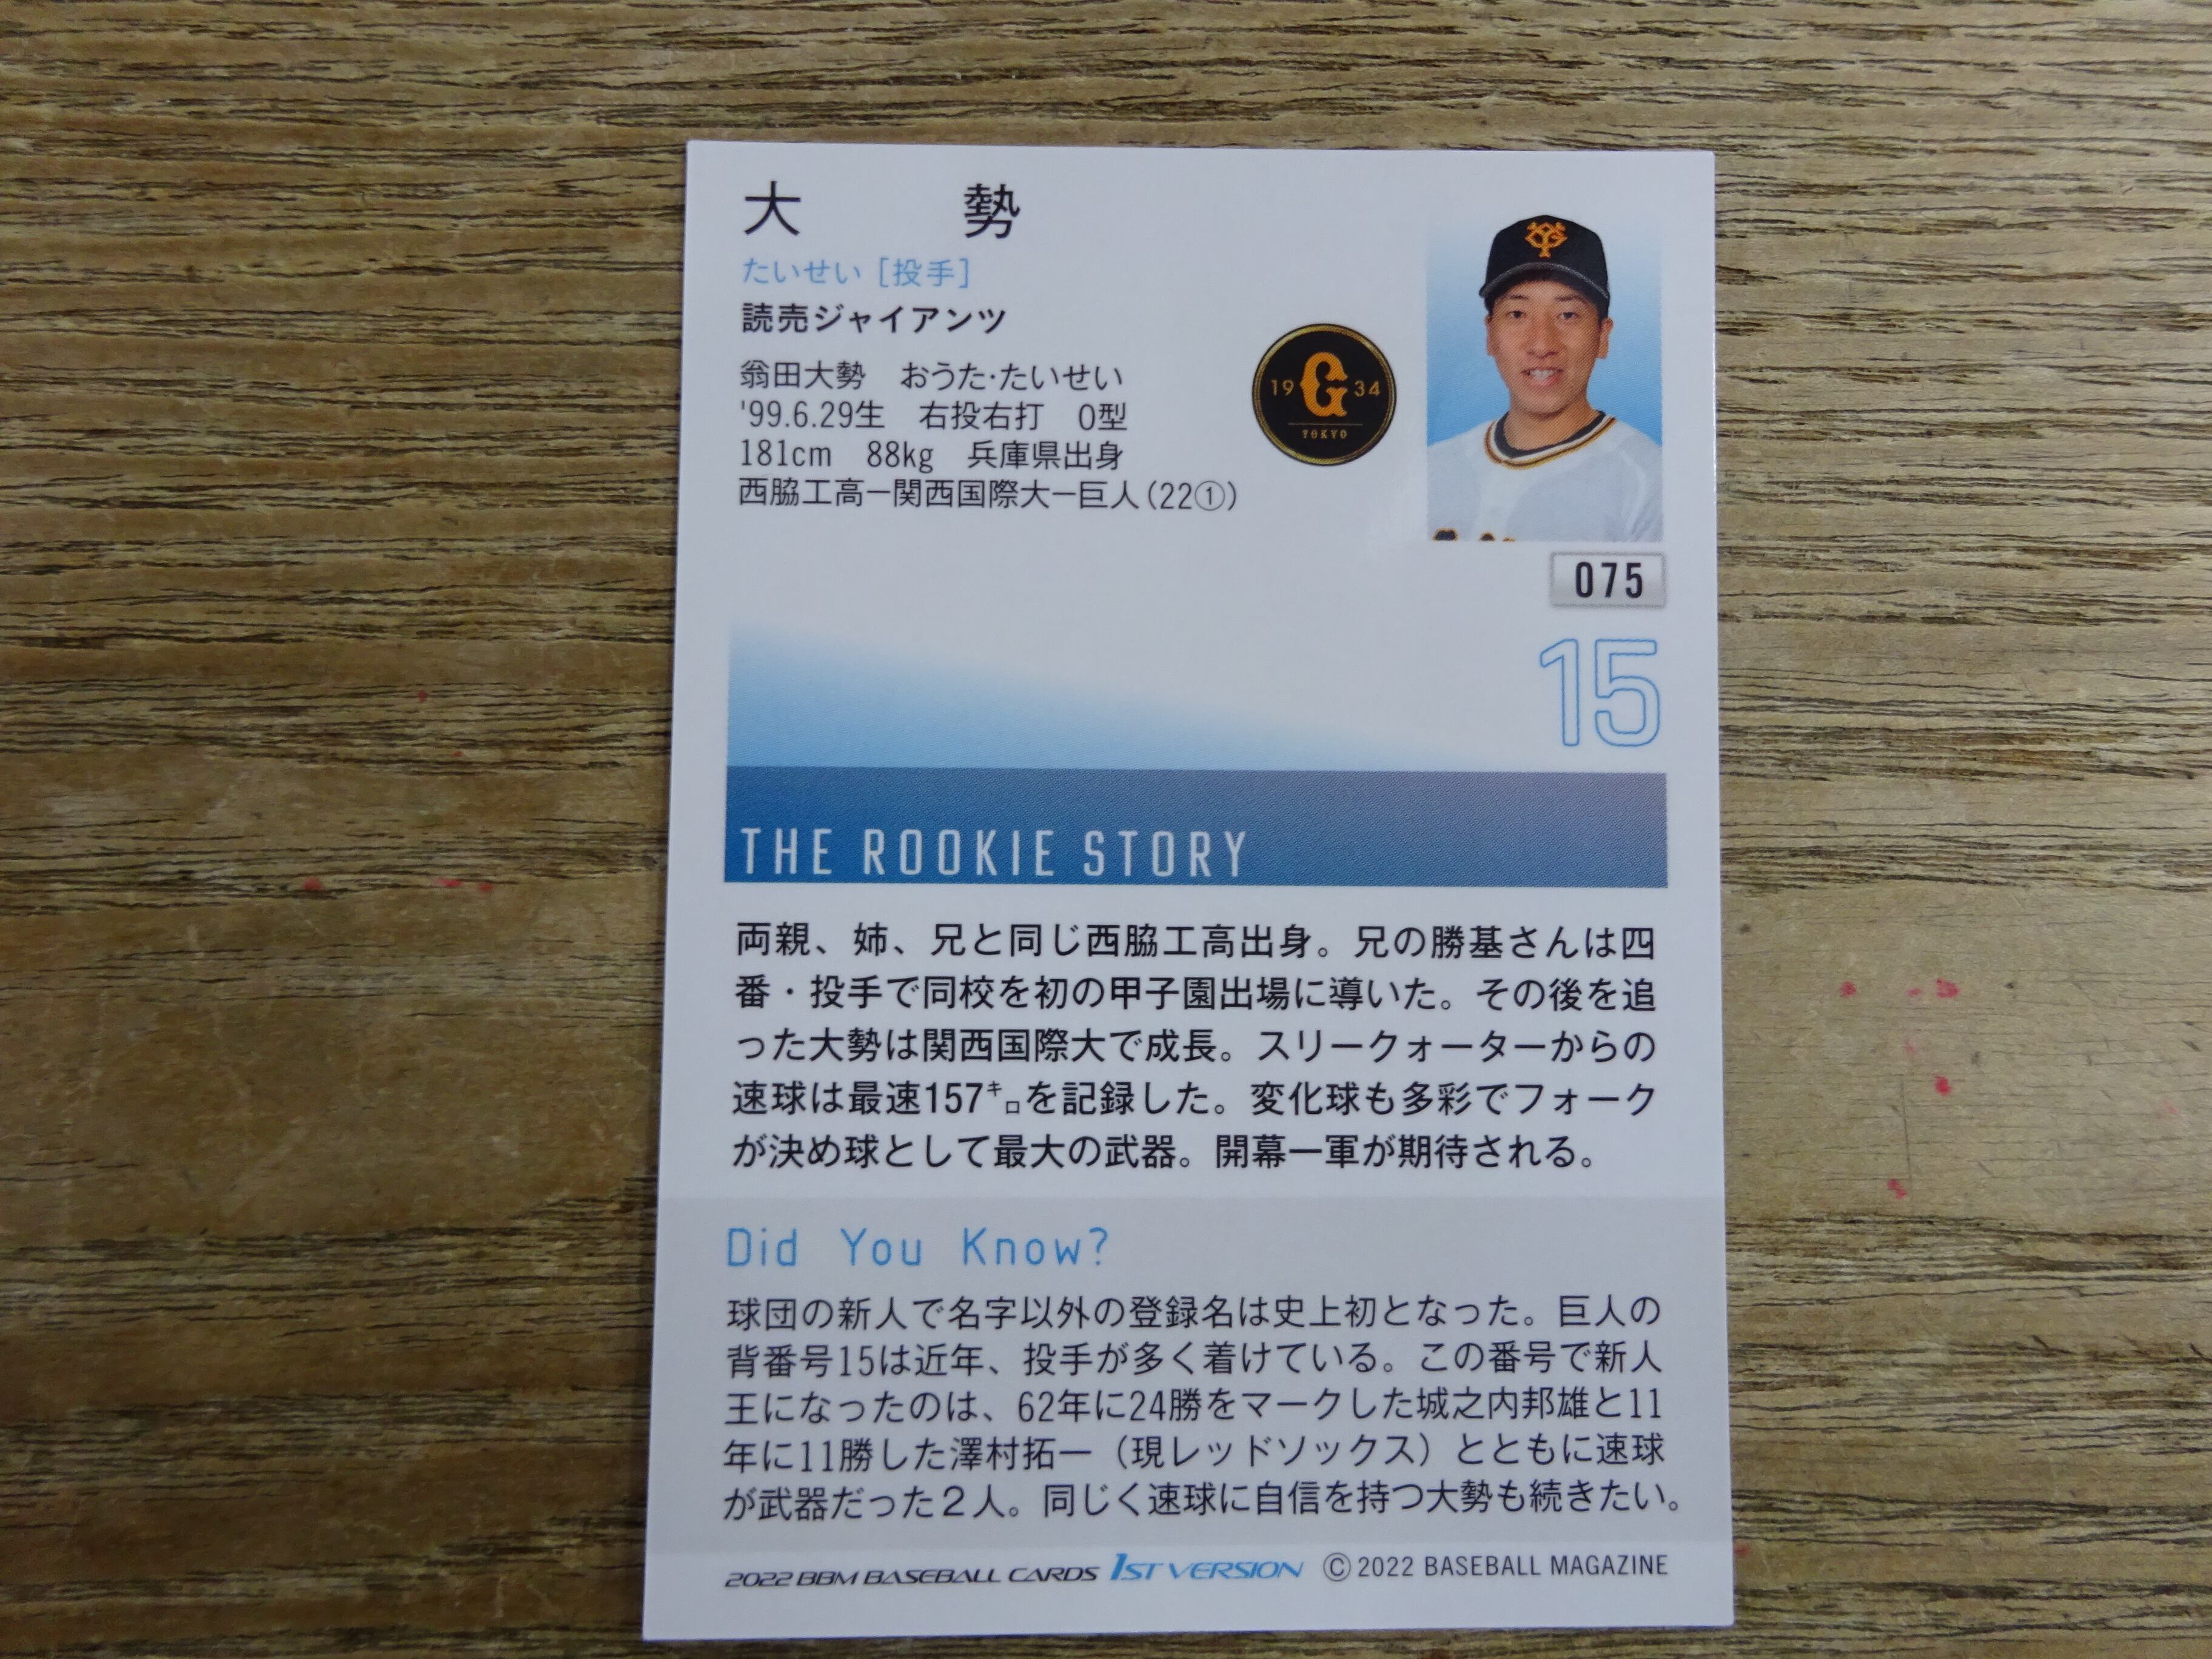 大 勢
たいせい [投手]
読売ジャイアンツ
翁田大勢 おうた・たいせい
'99.6.29生 右投右打 O型
181cm 88kg 兵庫県出身
西脇工高ー関西国際大ー巨人(22①)
19 G 34
TOKYO
YG
075
15
THE ROOKIE STORY
両親、姉、兄と同じ西脇工高出身。兄の勝基さんは四
番・投手で同校を初の甲子園出場に導いた。その後を追
った大勢は関西国際大で成長。スリークォーターからの
速球は最速157㌔を記録した。変化球も多彩でフォーク
が決め球として最大の武器。開幕一軍が期待される。
Did You Know?
球団の新人で名字以外の登録名は史上初となった。巨人の
背番号15は近年、投手が多く着けている。この番号で新人
王になったのは、62年に24勝をマークした城之内邦雄と11
年に11勝した澤村拓一（現レッドソックス）とともに速球
が武器だった２人。同じく速球に自信を持つ大勢も続きたい。
2022 BBM BASEBALL CARDS 1ST VERSION ©2022 BASEBALL MAGAZINE